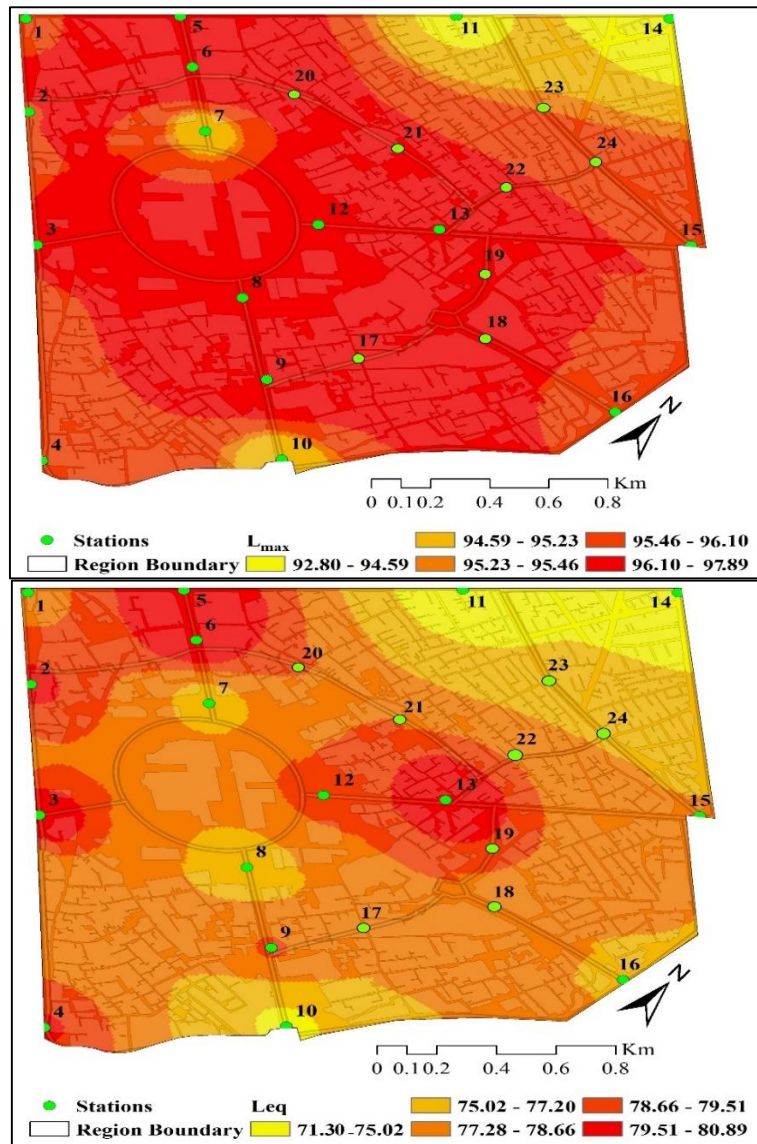 1 5 11 14
6
20 23
2
7 21
22 24
12 13
3 15
19
8
18
17
9 16
4 10
N
Km
0 0.1 0.2 0.4 0.6 0.8
Stations Lmax 94.59 - 95.23 95.46 - 96.10
Region Boundary 92.80 - 94.59 95.23 - 95.46 96.10 - 97.89
1 5 11 14
6
20 23
2
7 21
22 24
12 13
3 15
19
8
18
17
9 16
4 10
N
Km
0 0.1 0.2 0.4 0.6 0.8
Stations Leq 75.02 - 77.20 78.66 - 79.51
Region Boundary 71.30 -75.02 77.28 - 78.66 79.51 - 80.89